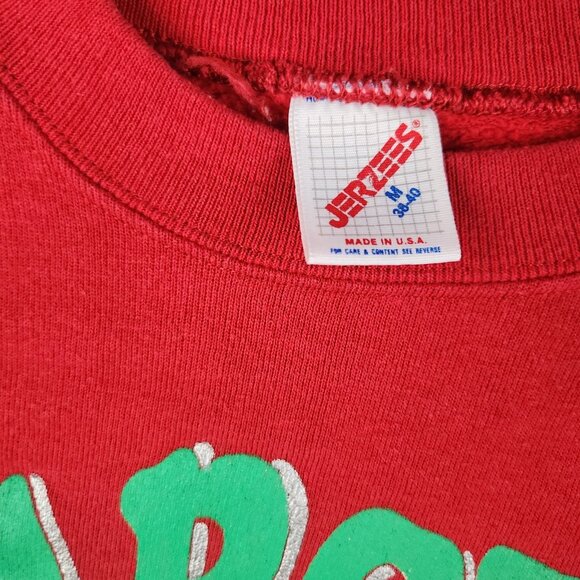 JERZEES®
M
38-40
MADE IN U.S.A.
FOR CARE & CONTENT SEE REVERSE